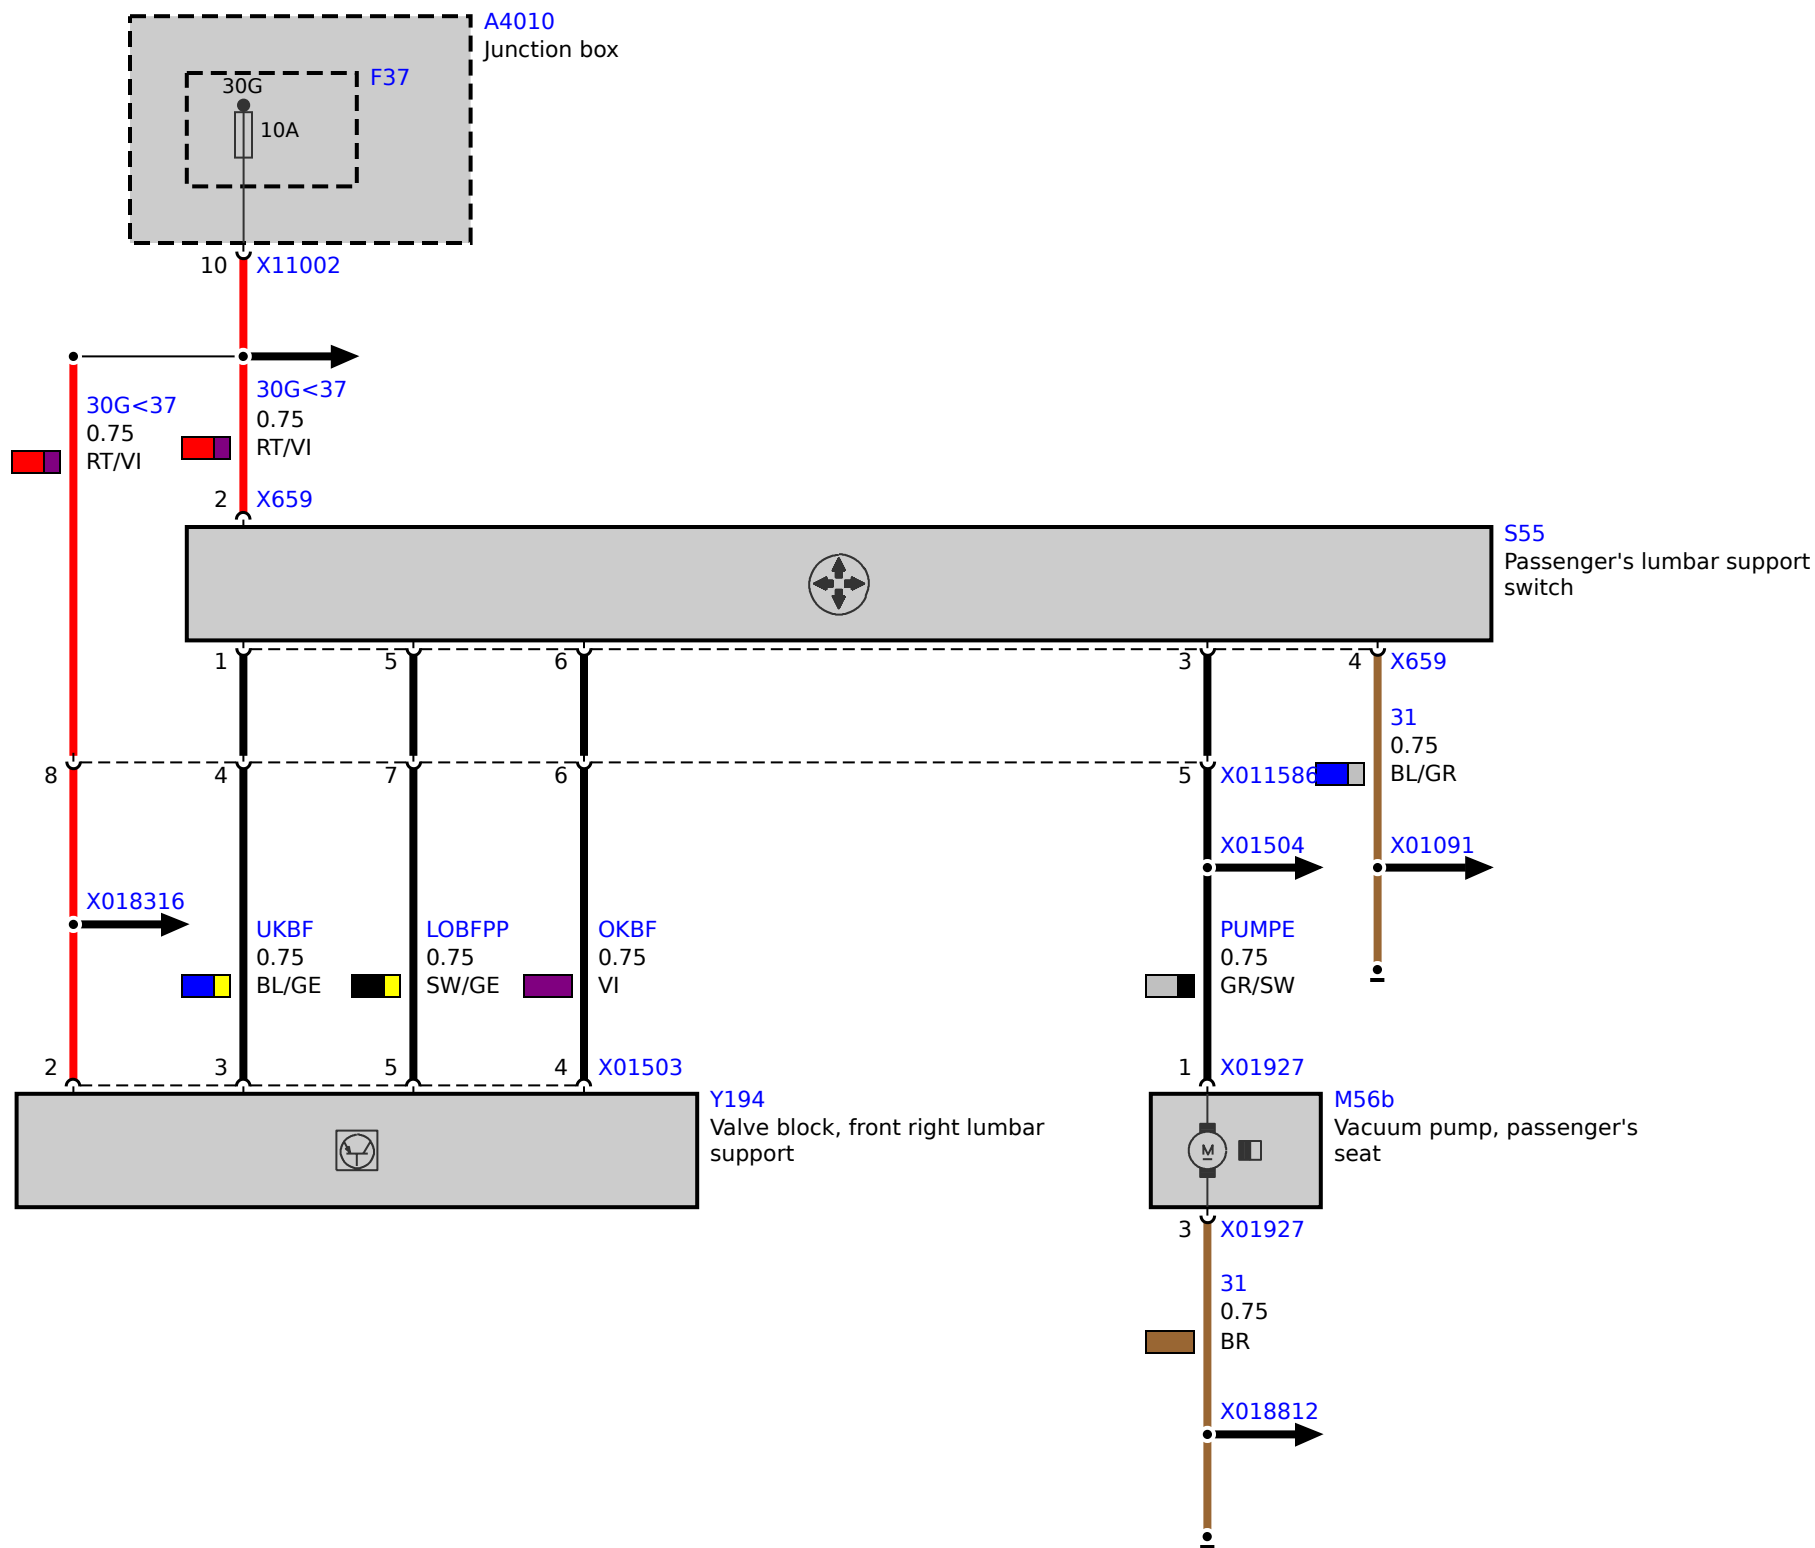 A4010
Junction box
F37
30G
10A
10
X11002
30G<37
0.75
RT/VI
30G<37
0.75
RT/VI
2
X659
S55
Passenger's lumbar support
switch
1
5
6
3
4
X659
31
0.75
BL/GR
8
4
7
6
5
X011586
X01504
X01091
X018316
UKBF
0.75
BL/GE
LOBFPP
0.75
SW/GE
OKBF
0.75
VI
PUMPE
0.75
GR/SW
2
3
5
4
X01503
1
X01927
Y194
Valve block, front right lumbar
support
M56b
Vacuum pump, passenger's
seat
M
3
X01927
31
0.75
BR
X018812